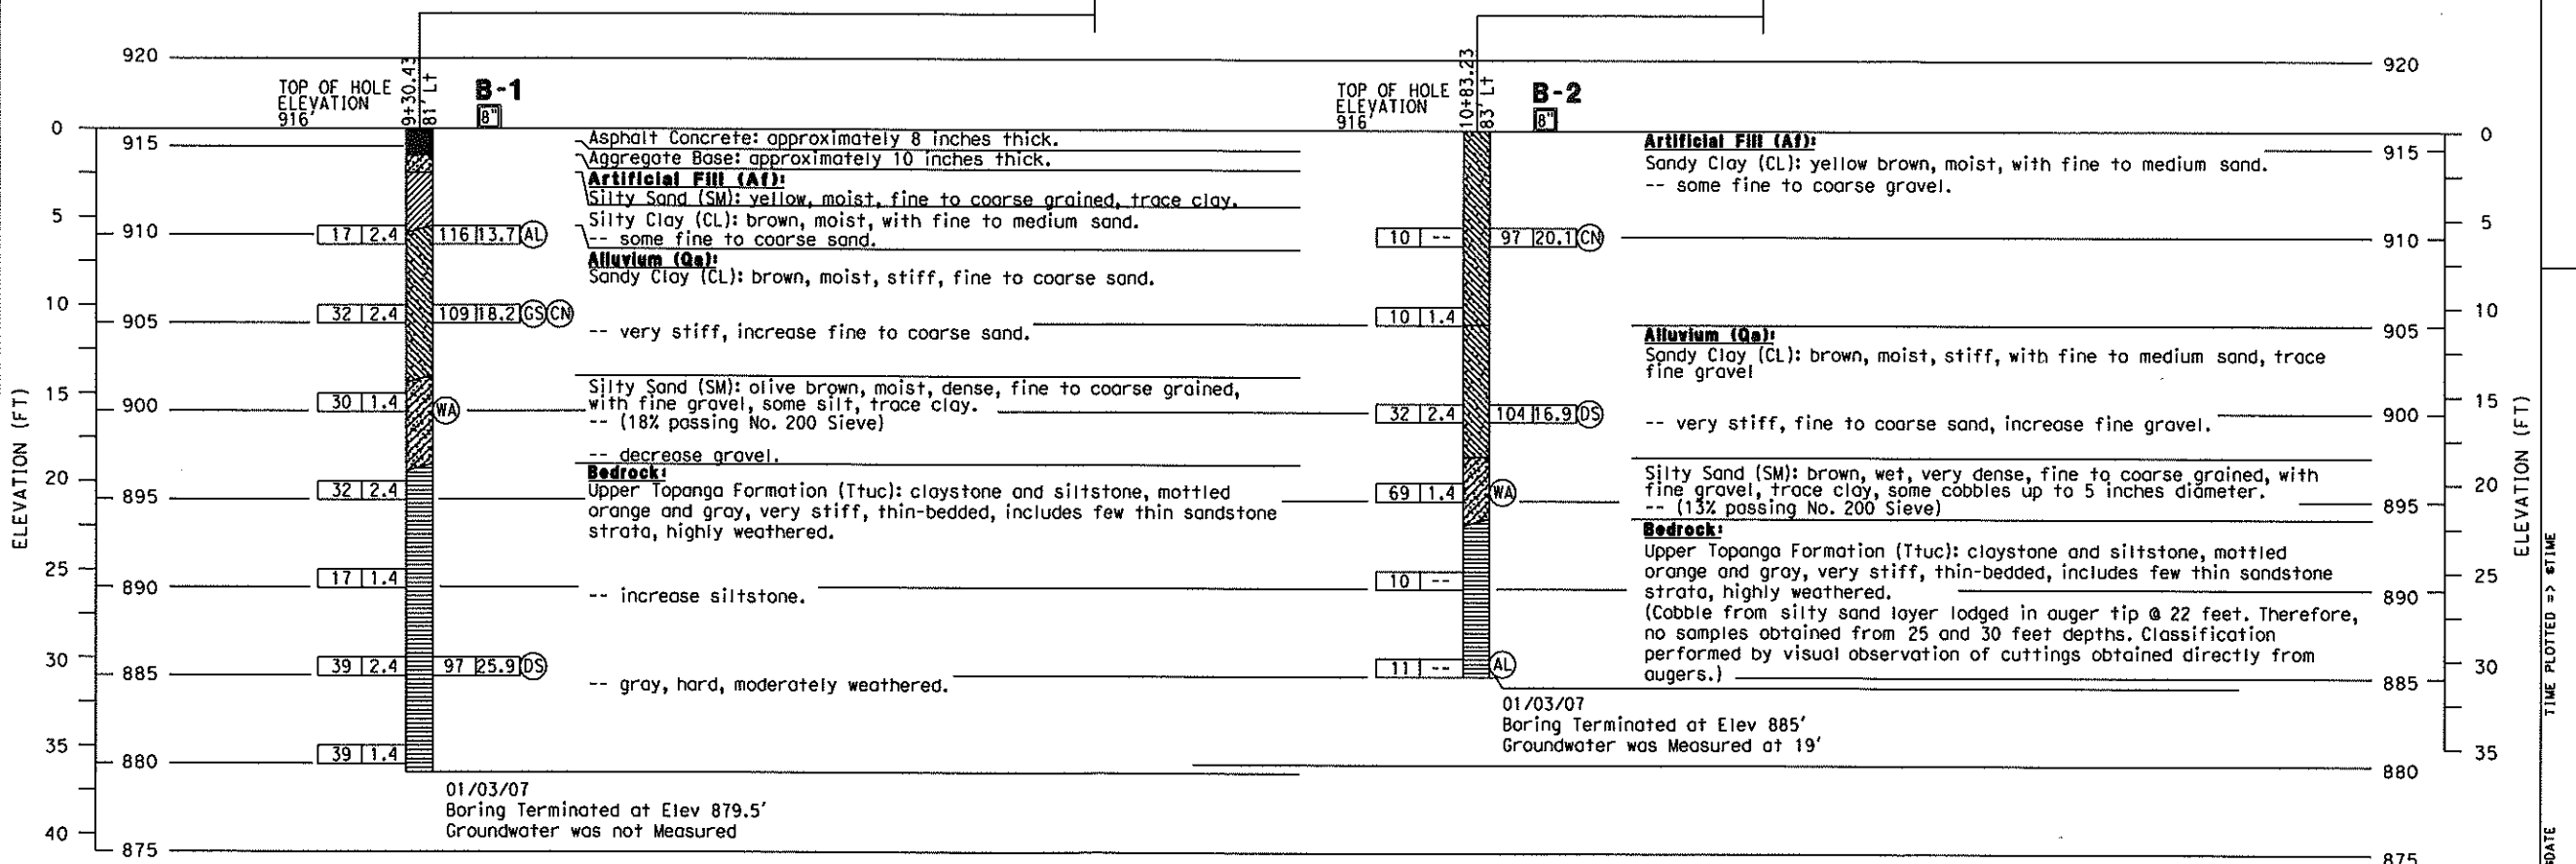 920
TOP OF HOLE
ELEVATION
916'
9+30.43
81' Lt
B-1
8"
0
915
5
910
10
905
15
900
20
895
25
890
30
885
35
880
40
875
ELEVATION (FT)
17 2.4 116 13.7 AL
32 2.4 109 18.2 GS CN
30 1.4 WA
32 2.4
17 1.4
39 2.4 97 25.9 DS
39 1.4
Asphalt Concrete: approximately 8 inches thick.
Aggregate Base: approximately 10 inches thick.
Artificial Fill (Af):
Silty Sand (SM): yellow, moist, fine to coarse grained, trace clay.
Silty Clay (CL): brown, moist, with fine to medium sand.
-- some fine to coarse sand.
Alluvium (Qa):
Sandy Clay (CL): brown, moist, stiff, fine to coarse sand.
-- very stiff, increase fine to coarse sand.
Silty Sand (SM): olive brown, moist, dense, fine to coarse grained,
with fine gravel, some silt, trace clay.
-- (18% passing No. 200 Sieve)
-- decrease gravel.
Bedrock:
Upper Topanga Formation (Ttuc): claystone and siltstone, mottled
orange and gray, very stiff, thin-bedded, includes few thin sandstone
strata, highly weathered.
-- increase siltstone.
-- gray, hard, moderately weathered.
01/03/07
Boring Terminated at Elev 879.5'
Groundwater was not Measured
TOP OF HOLE
ELEVATION
916
10+83.23
83' Lt
B-2
8"
10 -- 97 20.1 CN
10 1.4
32 2.4 104 16.9 DS
69 1.4 WA
10 --
11 -- AL
Artificial Fill (Af):
Sandy Clay (CL): yellow brown, moist, with fine to medium sand.
-- some fine to coarse gravel.
Alluvium (Qa):
Sandy Clay (CL): brown, moist, stiff, with fine to medium sand, trace
fine gravel
-- very stiff, fine to coarse sand, increase fine gravel.
Silty Sand (SM): brown, wet, very dense, fine to coarse grained, with
fine gravel, trace clay, some cobbles up to 5 inches diameter.
-- (13% passing No. 200 Sieve)
Bedrock:
Upper Topanga Formation (Ttuc): claystone and siltstone, mottled
orange and gray, very stiff, thin-bedded, includes few thin sandstone
strata, highly weathered.
(Cobble from silty sand layer lodged in auger tip @ 22 feet. Therefore,
no samples obtained from 25 and 30 feet depths. Classification
performed by visual observation of cuttings obtained directly from
augers.)
01/03/07
Boring Terminated at Elev 885'
Groundwater was Measured at 19'
920
0
915
5
910
10
905
15
900
20
895
25
890
30
885
35
880
875
ELEVATION (FT)
TIME PLOTTED => $TIME